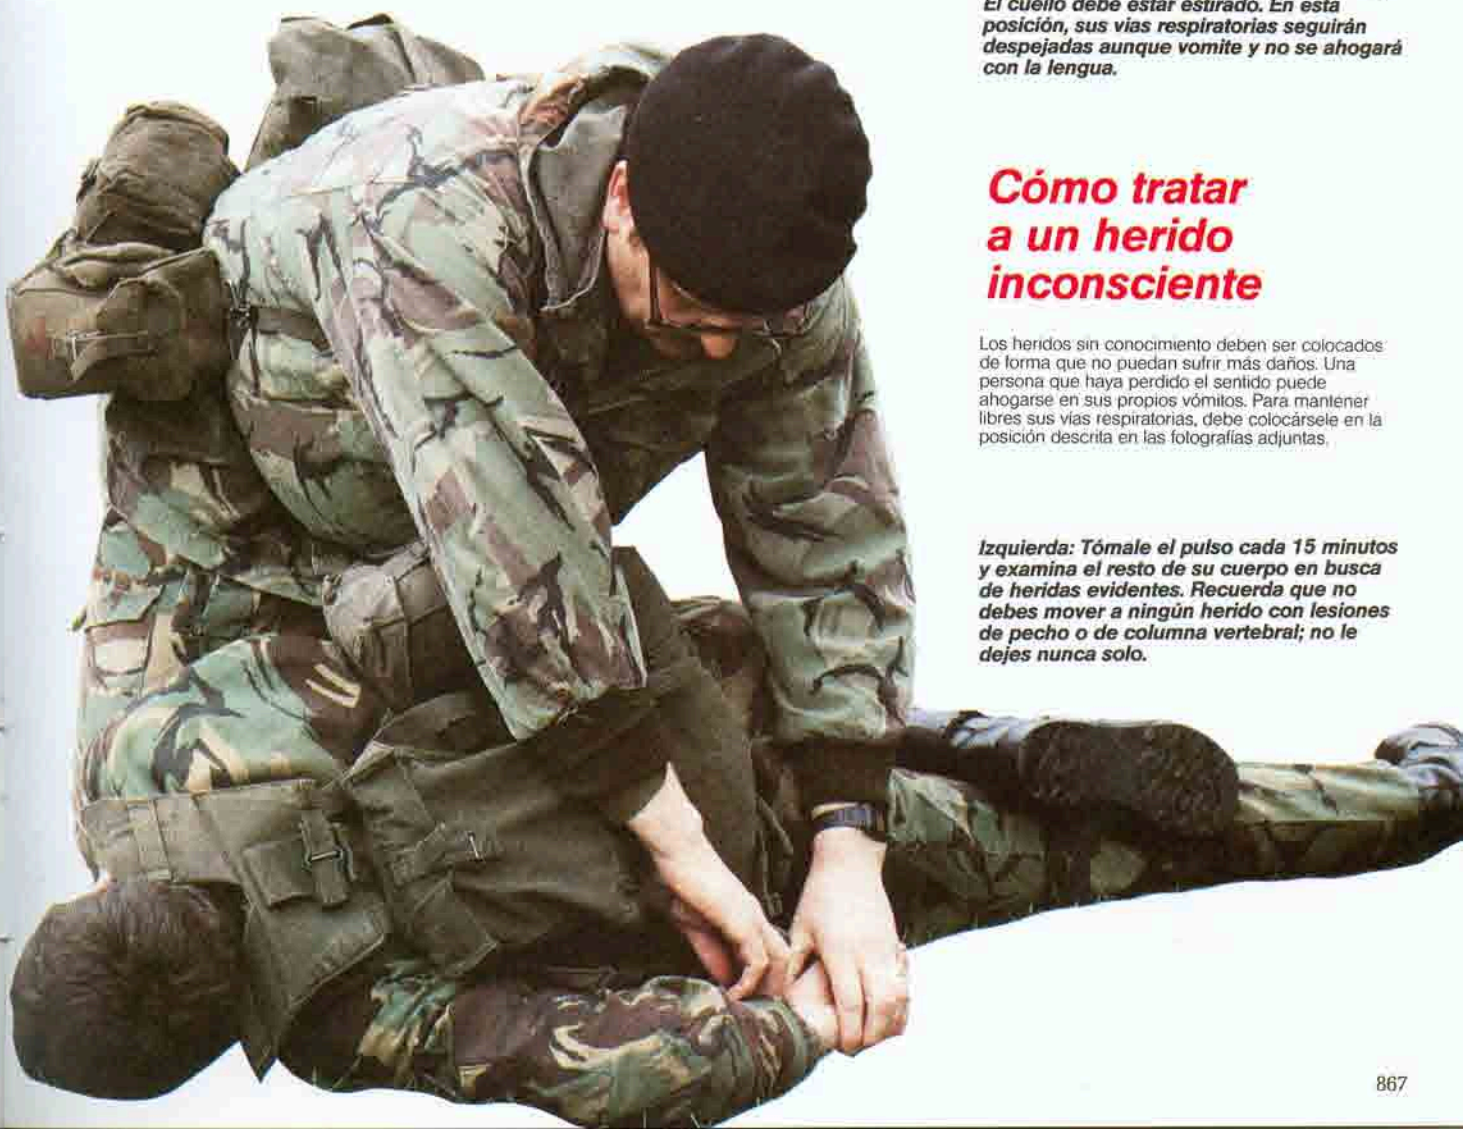 El cuello debe estar estirado. En esta
posición, sus vias respiratorias seguirán
despejadas aunque vomite y no se ahogará
con la lengua.
Cómo tratar
a un herido
inconsciente
Los heridos sin conocimiento deben ser colocados
de forma que no puedan sufrir más daños. Una
persona que haya perdido el sentido puede
ahogarse en sus propios vómitos. Para mantener
libres sus vías respiratorias, debe colocársele en la
posición descrita en las fotografías adjuntas.
Izquierda: Tómale el pulso cada 15 minutos
y examina el resto de su cuerpo en busca
de heridas evidentes. Recuerda que no
debes mover a ningún herido con lesiones
de pecho o de columna vertebral; no le
dejes nunca solo.
867